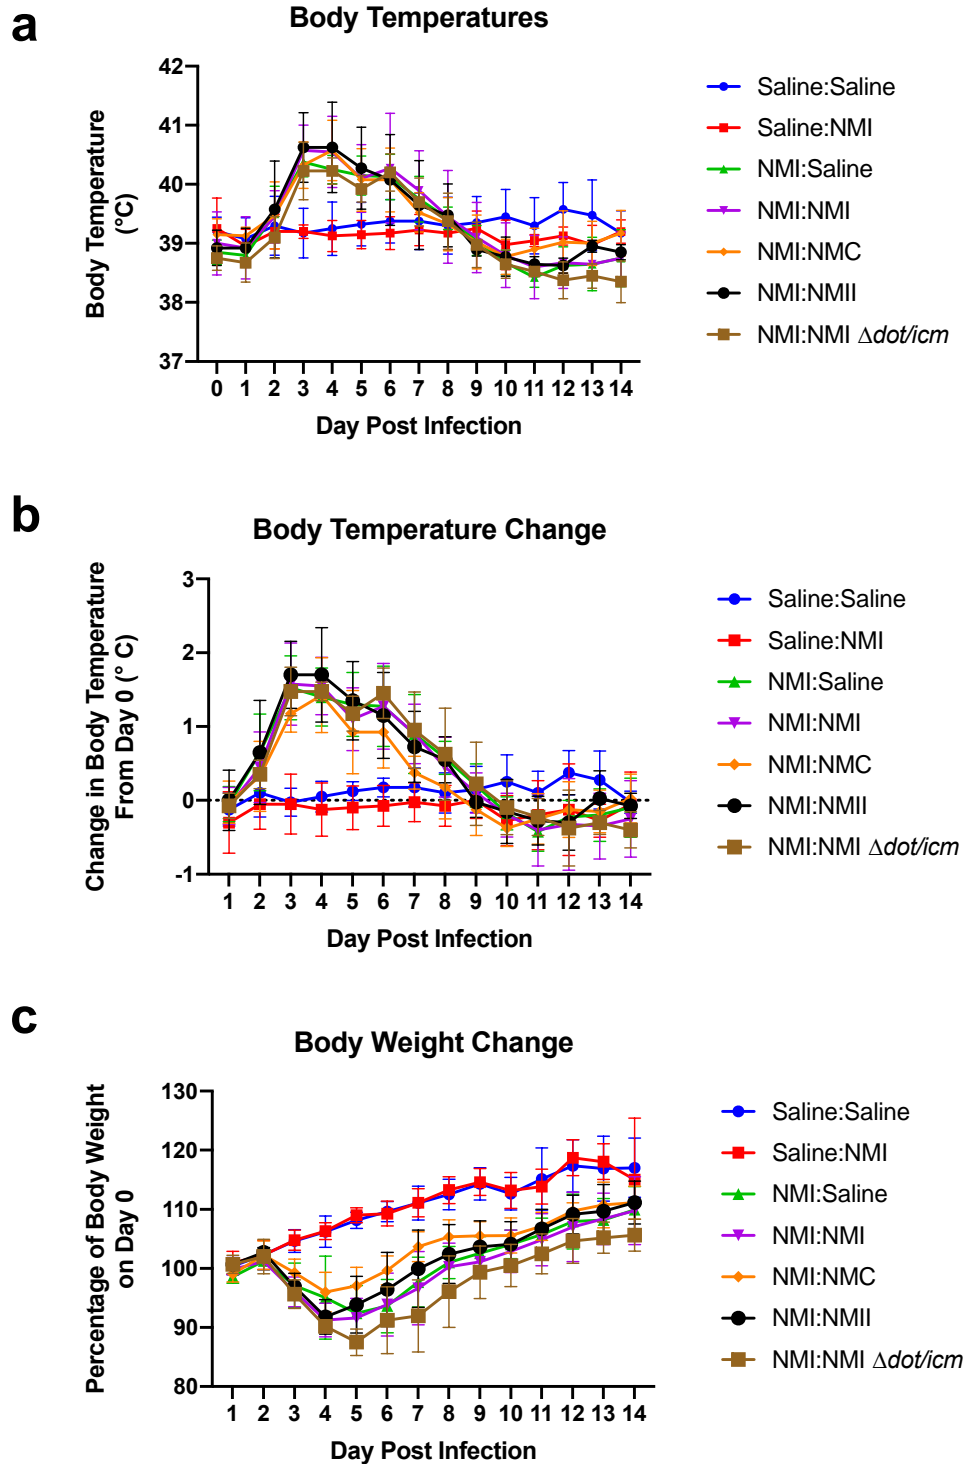 a
Body Temperatures
Body Temperature
(°C)
42
41
40
39
38
37
0 1 2 3 4 5 6 7 8 9 10 11 12 13 14
Day Post Infection
Saline:Saline
Saline:NMI
NMI:Saline
NMI:NMI
NMI:NMC
NMI:NMII
NMI:NMI Δdot/icm
b
Body Temperature Change
Change in Body Temperature
From Day 0 (° C)
3
2
1
0
-1
1 2 3 4 5 6 7 8 9 10 11 12 13 14
Day Post Infection
Saline:Saline
Saline:NMI
NMI:Saline
NMI:NMI
NMI:NMC
NMI:NMII
NMI:NMI Δdot/icm
c
Body Weight Change
Percentage of Body Weight
on Day 0
130
120
110
100
90
80
1 2 3 4 5 6 7 8 9 10 11 12 13 14
Day Post Infection
Saline:Saline
Saline:NMI
NMI:Saline
NMI:NMI
NMI:NMC
NMI:NMII
NMI:NMI Δdot/icm